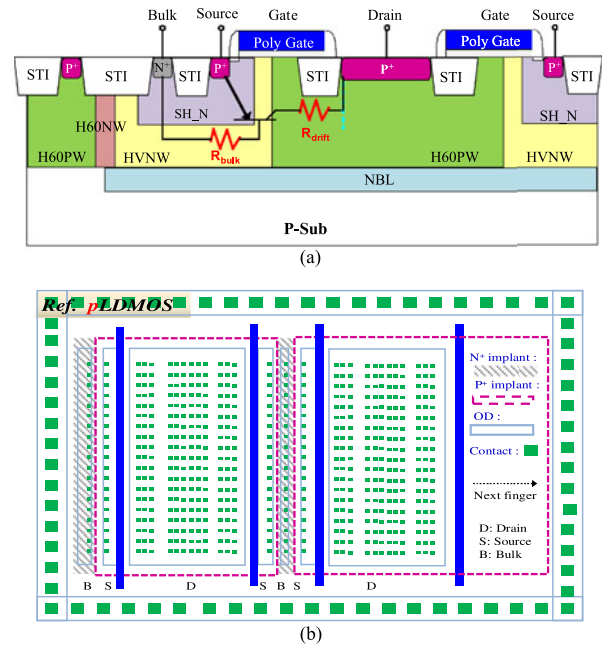 Bulk Source Gate Drain Gate Source
Poly Gate Poly Gate
STI P+ STI N+ STI P+ STI P+ STI P+ STI
SH_N SH_N
H60NW Rdrift
H60PW HVNW Rbulk H60PW HVNW
NBL
P-Sub
(a)
Ref. pLDMOS
N+ implant :
P+ implant :
OD :
Contact :
Next finger
D: Drain
S: Source
B: Bulk
B S D S B S D
(b)